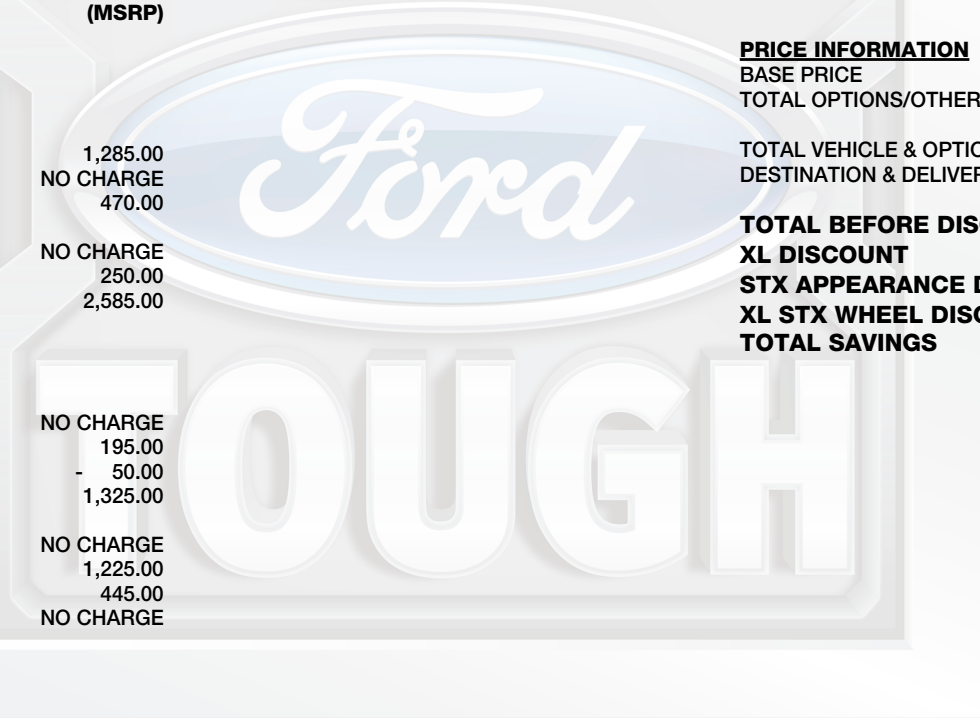 (MSRP)
1,285.00
NO CHARGE
470.00
NO CHARGE
250.00
2,585.00
NO CHARGE
195.00
- 50.00
1,325.00
NO CHARGE
1,225.00
445.00
NO CHARGE
Ford
TOUGH
PRICE INFORMATION
BASE PRICE
TOTAL OPTIONS/OTHER
TOTAL VEHICLE & OPTIO
DESTINATION & DELIVER
TOTAL BEFORE DISC
XL DISCOUNT
STX APPEARANCE D
XL STX WHEEL DISC
TOTAL SAVINGS